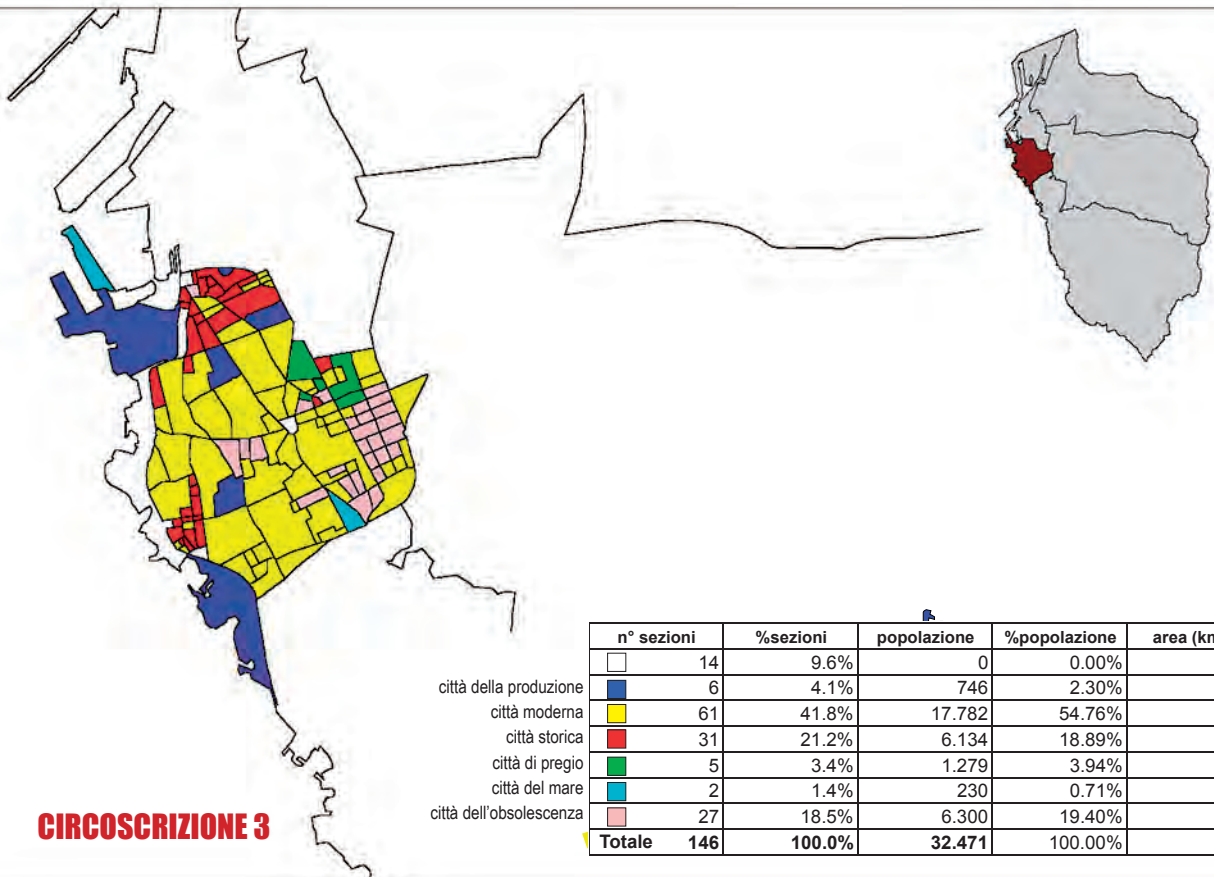 n° sezioni %sezioni popolazione %popolazione area (km
14 9.6% 0 0.00%
città della produzione 6 4.1% 746 2.30%
città moderna 61 41.8% 17.782 54.76%
città storica 31 21.2% 6.134 18.89%
città di pregio 5 3.4% 1.279 3.94%
città del mare 2 1.4% 230 0.71%
città dell'obsolescenza 27 18.5% 6.300 19.40%
Totale 146 100.0% 32.471 100.00%
CIRCOSCRIZIONE 3